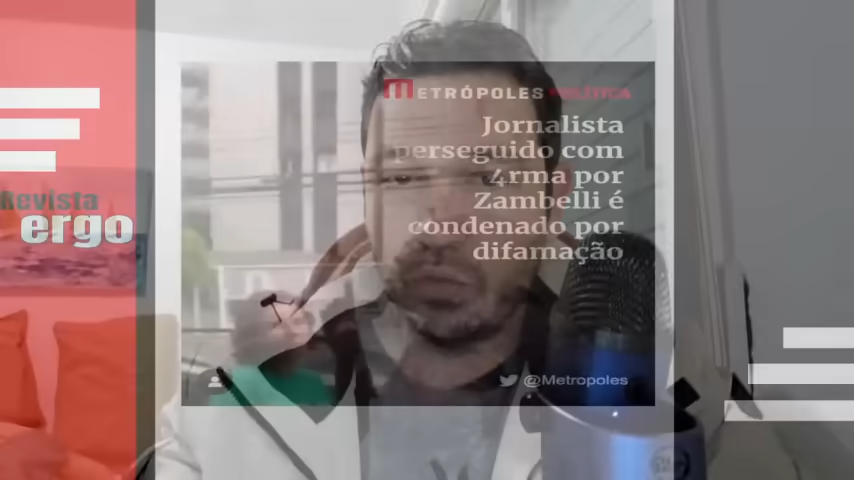 METRÓPOLES POLÍTICA
Jornalista
perseguido com
4rma por
Zambelli é
condenado por
difamação
Revista
ergo
@Metropoles